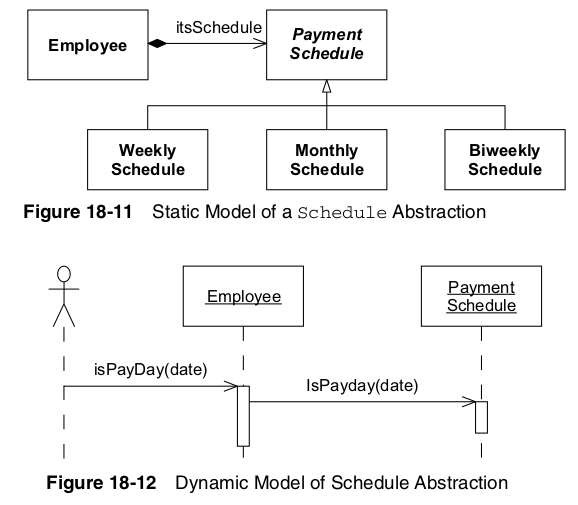 itsSchedule
Employee
Payment
Schedule
Weekly
Schedule
Monthly
Schedule
Biweekly
Schedule
Figure 18-11 Static Model of a Schedule Abstraction
Employee
Payment
Schedule
isPayDay(date)
IsPayday(date)
Figure 18-12 Dynamic Model of Schedule Abstraction